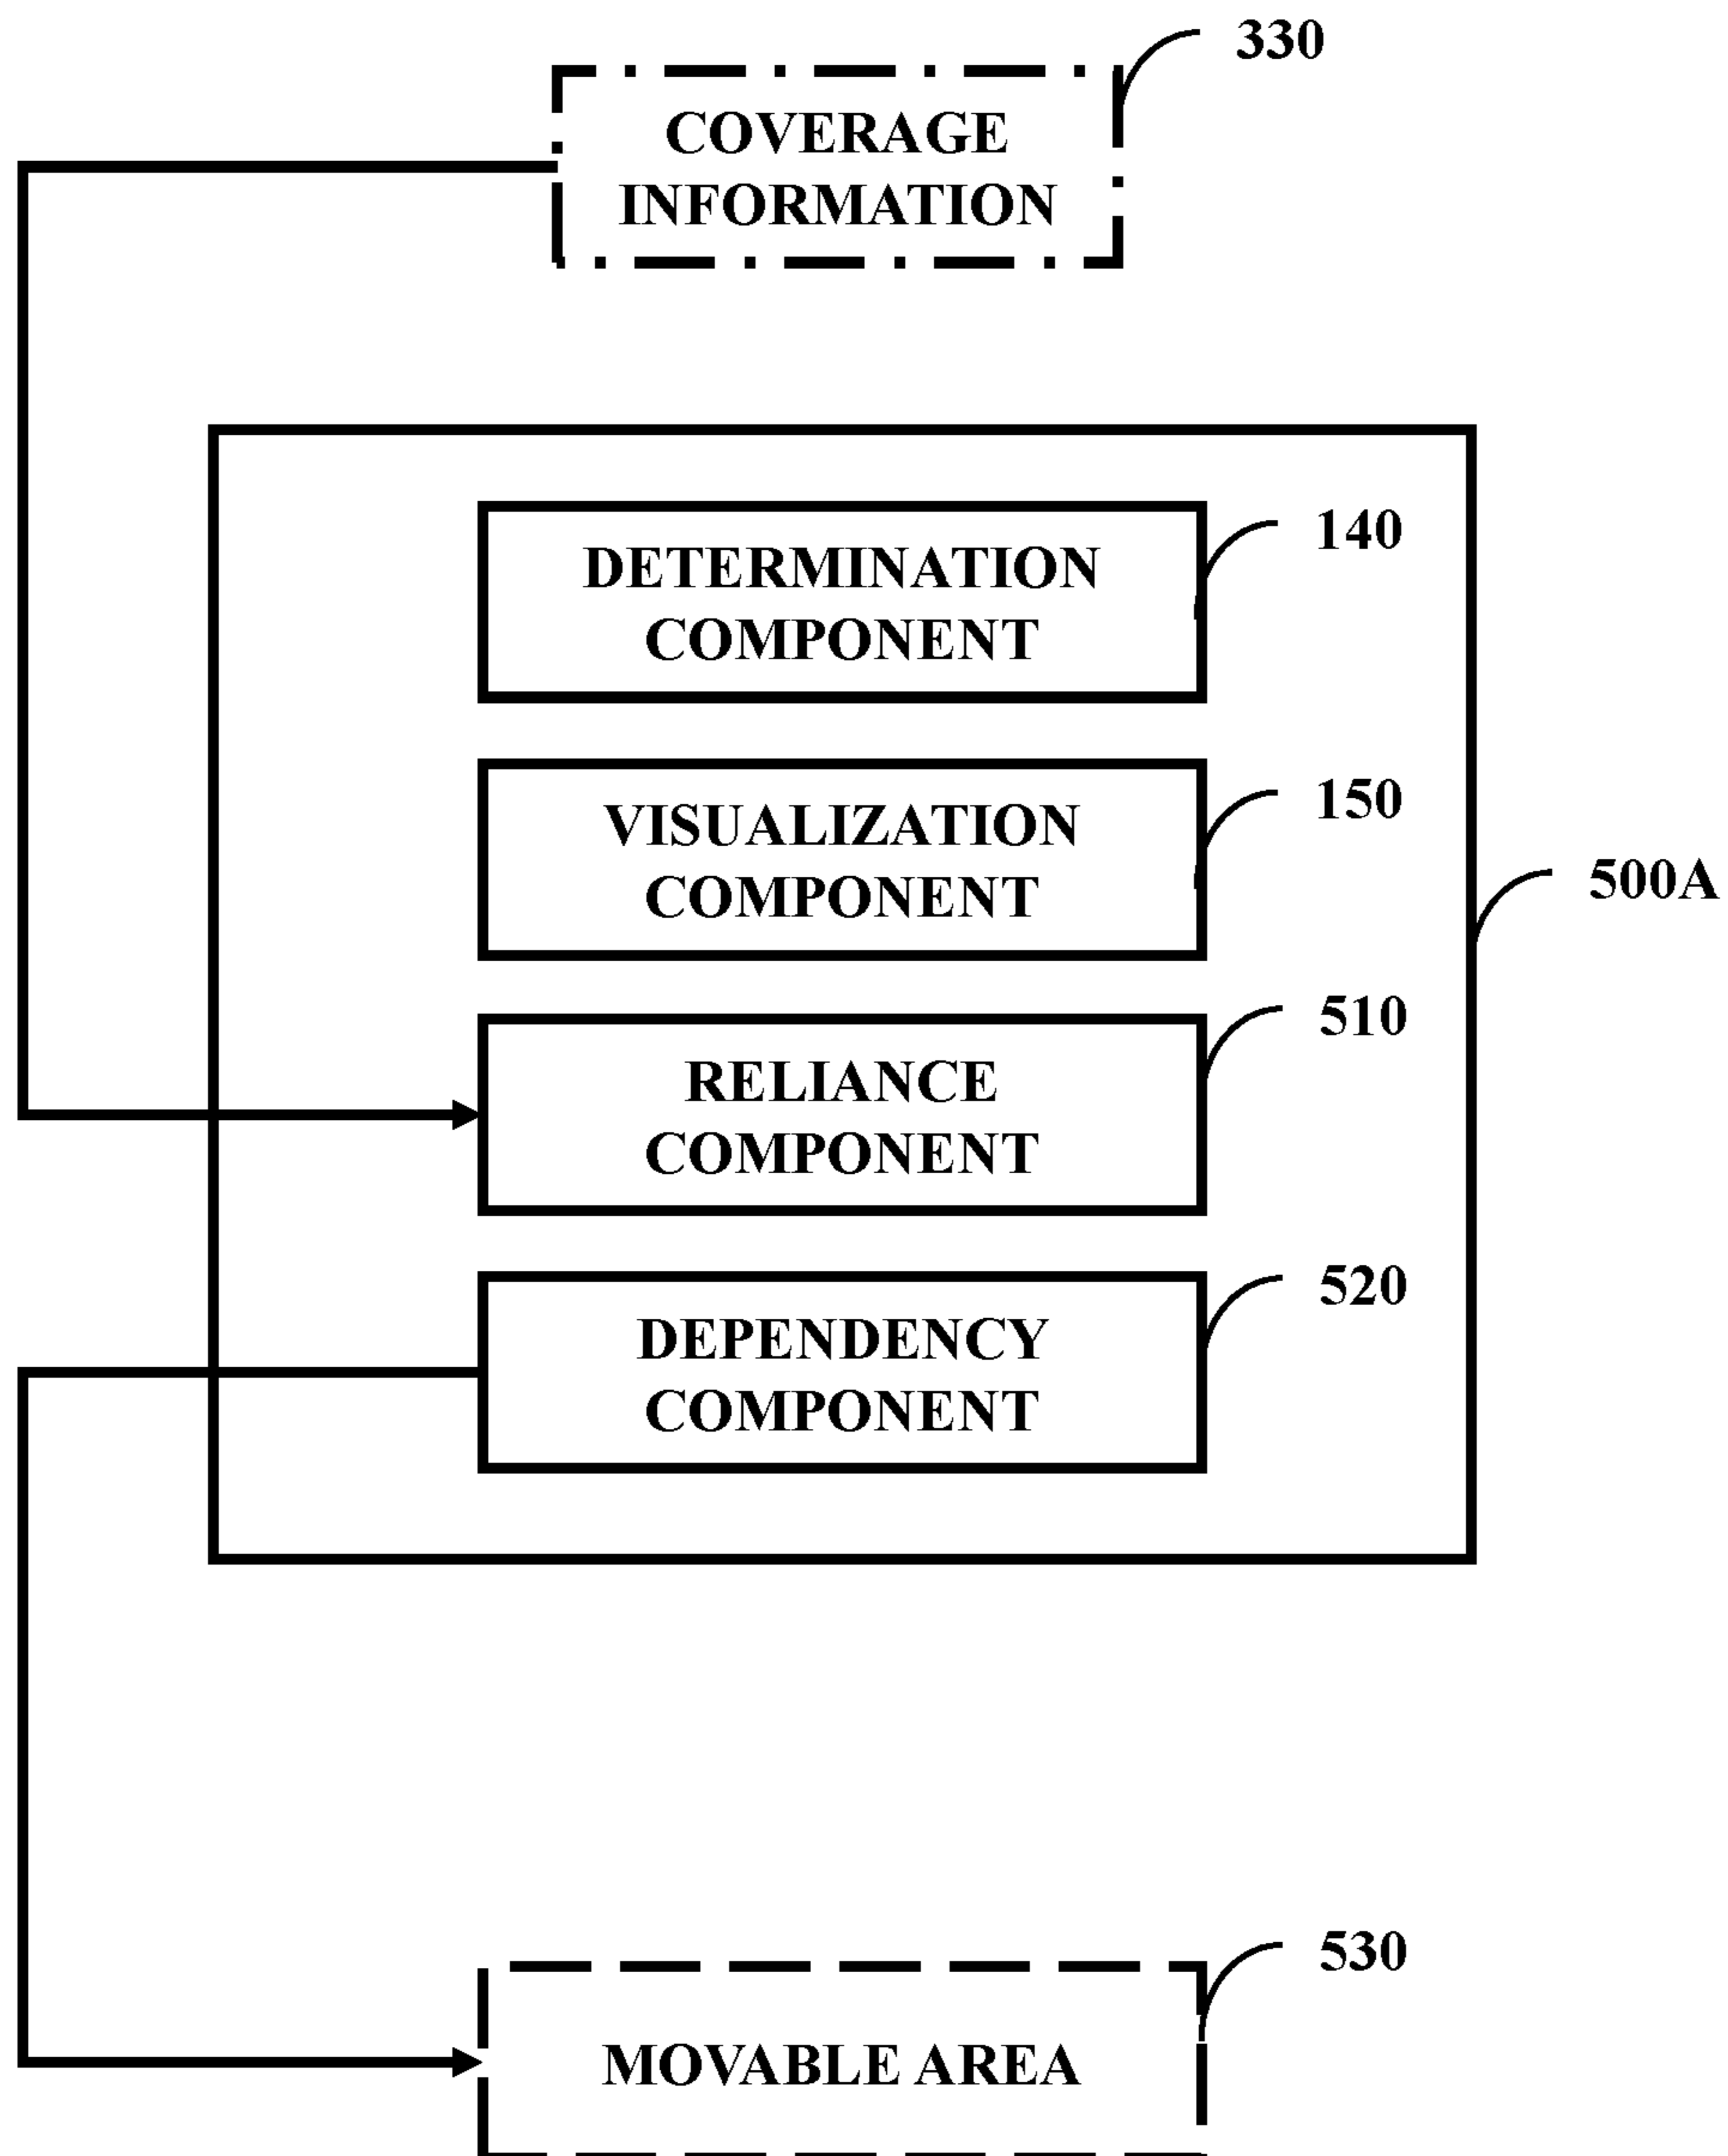 330
COVERAGE
INFORMATION
140
DETERMINATION
COMPONENT
150
VISUALIZATION
COMPONENT
500A
510
RELIANCE
COMPONENT
520
DEPENDENCY
COMPONENT
530
MOVABLE AREA